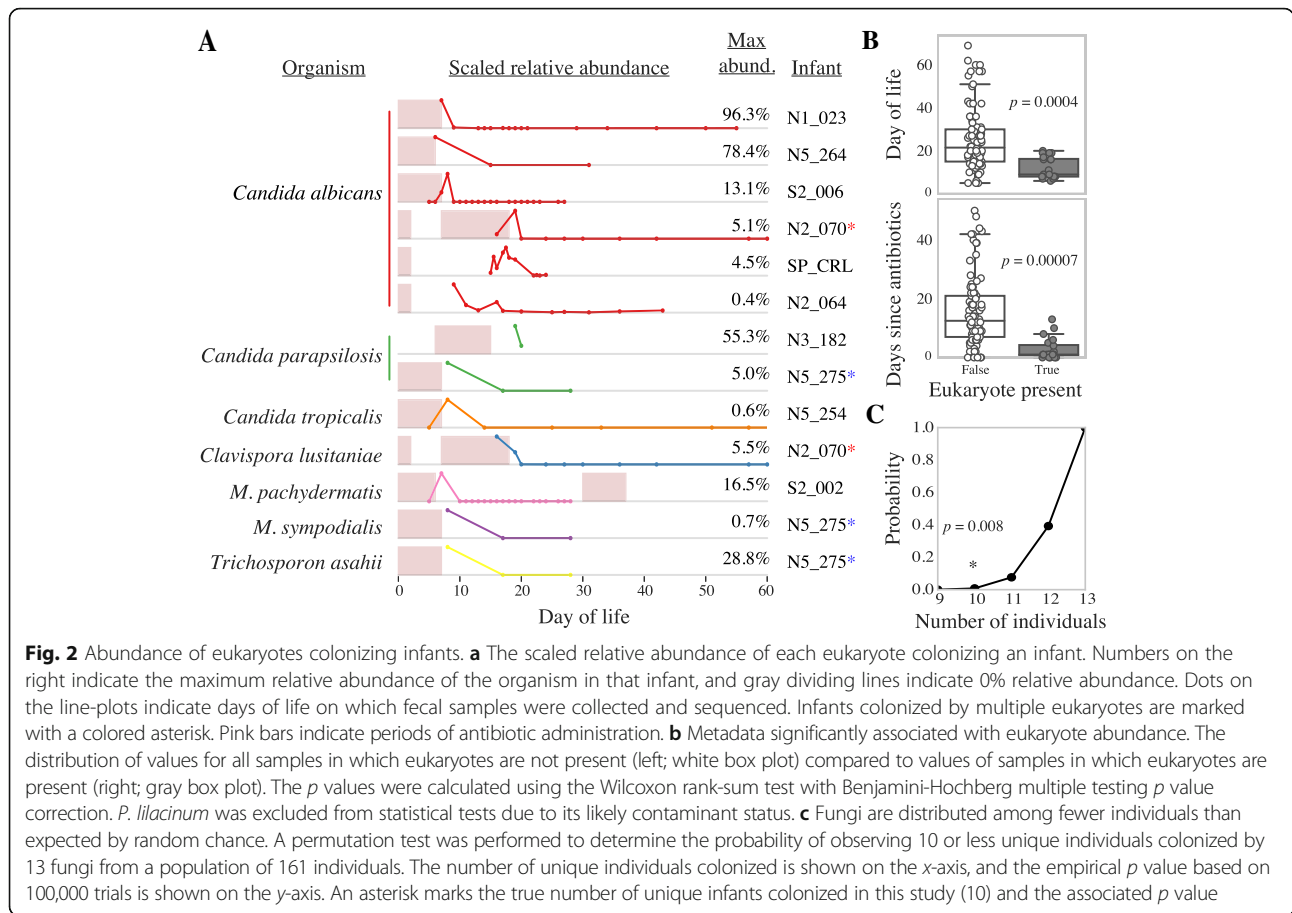 A
Organism
Scaled relative abundance
Max
abund.
Infant
Candida albicans
96.3% N1_023
78.4% N5_264
13.1% S2_006
5.1% N2_070*
4.5% SP_CRL
0.4% N2_064
Candida parapsilosis
55.3% N3_182
5.0% N5_275*
Candida tropicalis 0.6% N5_254
Clavispora lusitaniae 5.5% N2_070*
M. pachydermatis 16.5% S2_002
M. sympodialis 0.7% N5_275*
Trichosporon asahii 28.8% N5_275*
0 10 20 30 40 50 60
Day of life
B
Day of life
60
40
20
0
p = 0.0004
Days since antibiotics
40
20
0
p = 0.00007
False True
Eukaryote present
C
Probability
1.0
0.8
0.6
0.4
0.2
0.0
p = 0.008
*
9 10 11 12 13
Number of individuals
Fig. 2 Abundance of eukaryotes colonizing infants. a The scaled relative abundance of each eukaryote colonizing an infant. Numbers on the
right indicate the maximum relative abundance of the organism in that infant, and gray dividing lines indicate 0% relative abundance. Dots on
the line-plots indicate days of life on which fecal samples were collected and sequenced. Infants colonized by multiple eukaryotes are marked
with a colored asterisk. Pink bars indicate periods of antibiotic administration. b Metadata significantly associated with eukaryote abundance. The
distribution of values for all samples in which eukaryotes are not present (left; white box plot) compared to values of samples in which eukaryotes are
present (right; gray box plot). The p values were calculated using the Wilcoxon rank-sum test with Benjamini-Hochberg multiple testing p value
correction. P. lilacinum was excluded from statistical tests due to its likely contaminant status. c Fungi are distributed among fewer individuals than
expected by random chance. A permutation test was performed to determine the probability of observing 10 or less unique individuals colonized by
13 fungi from a population of 161 individuals. The number of unique individuals colonized is shown on the x-axis, and the empirical p value based on
100,000 trials is shown on the y-axis. An asterisk marks the true number of unique infants colonized in this study (10) and the associated p value